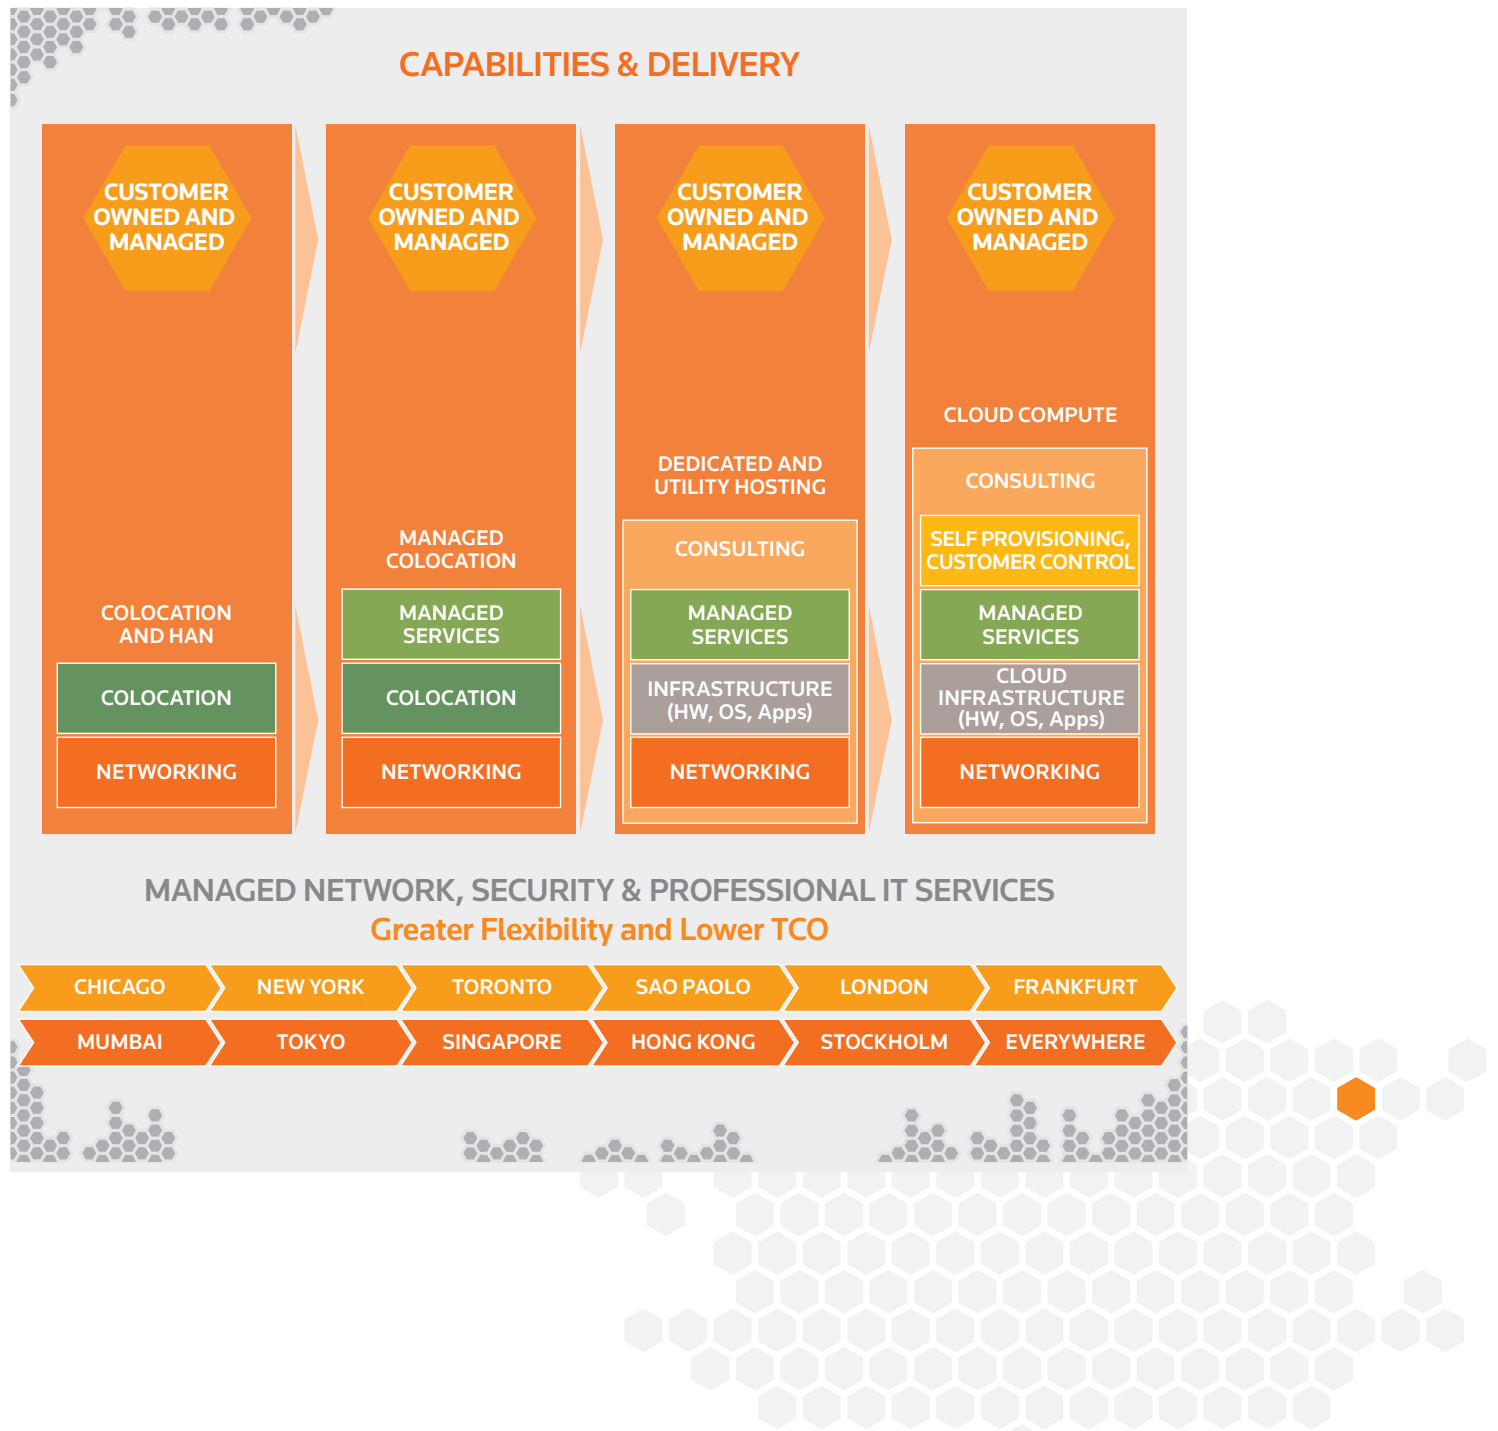 CAPABILITIES & DELIVERY
CUSTOMER
OWNED AND
MANAGED
COLOCATION
AND HAN
COLOCATION
NETWORKING
CUSTOMER
OWNED AND
MANAGED
MANAGED
COLOCATION
MANAGED
SERVICES
COLOCATION
NETWORKING
CUSTOMER
OWNED AND
MANAGED
DEDICATED AND
UTILITY HOSTING
CONSULTING
MANAGED
SERVICES
INFRASTRUCTURE
(HW, OS, Apps)
NETWORKING
CUSTOMER
OWNED AND
MANAGED
CLOUD COMPUTE
CONSULTING
SELF PROVISIONING,
CUSTOMER CONTROL
MANAGED
SERVICES
CLOUD
INFRASTRUCTURE
(HW, OS, Apps)
NETWORKING
MANAGED NETWORK, SECURITY & PROFESSIONAL IT SERVICES
Greater Flexibility and Lower TCO
CHICAGO NEW YORK TORONTO SAO PAOLO LONDON FRANKFURT
MUMBAI TOKYO SINGAPORE HONG KONG STOCKHOLM EVERYWHERE